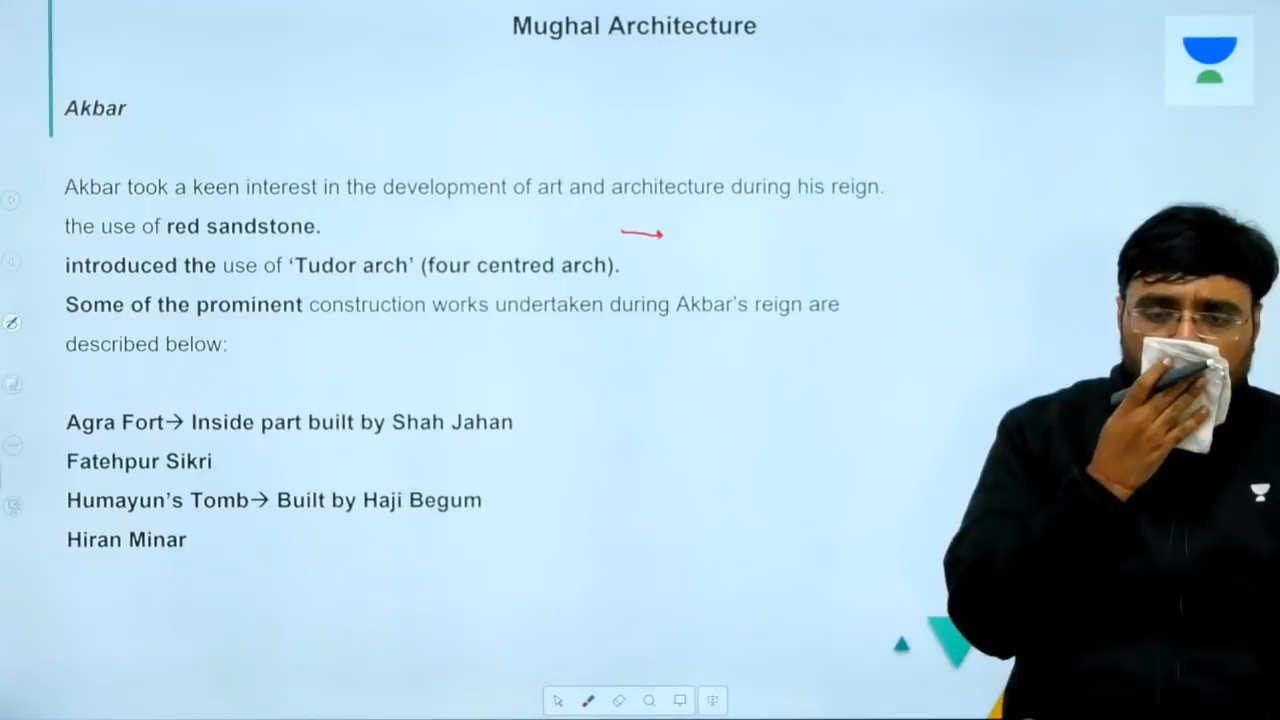 Mughal Architecture
Akbar
Akbar took a keen interest in the development of art and architecture during his reign.
the use of red sandstone.
introduced the use of ‘Tudor arch’ (four centred arch).
Some of the prominent construction works undertaken during Akbar’s reign are
described below:
Agra Fort→ Inside part built by Shah Jahan
Fatehpur Sikri
Humayun’s Tomb→ Built by Haji Begum
Hiran Minar